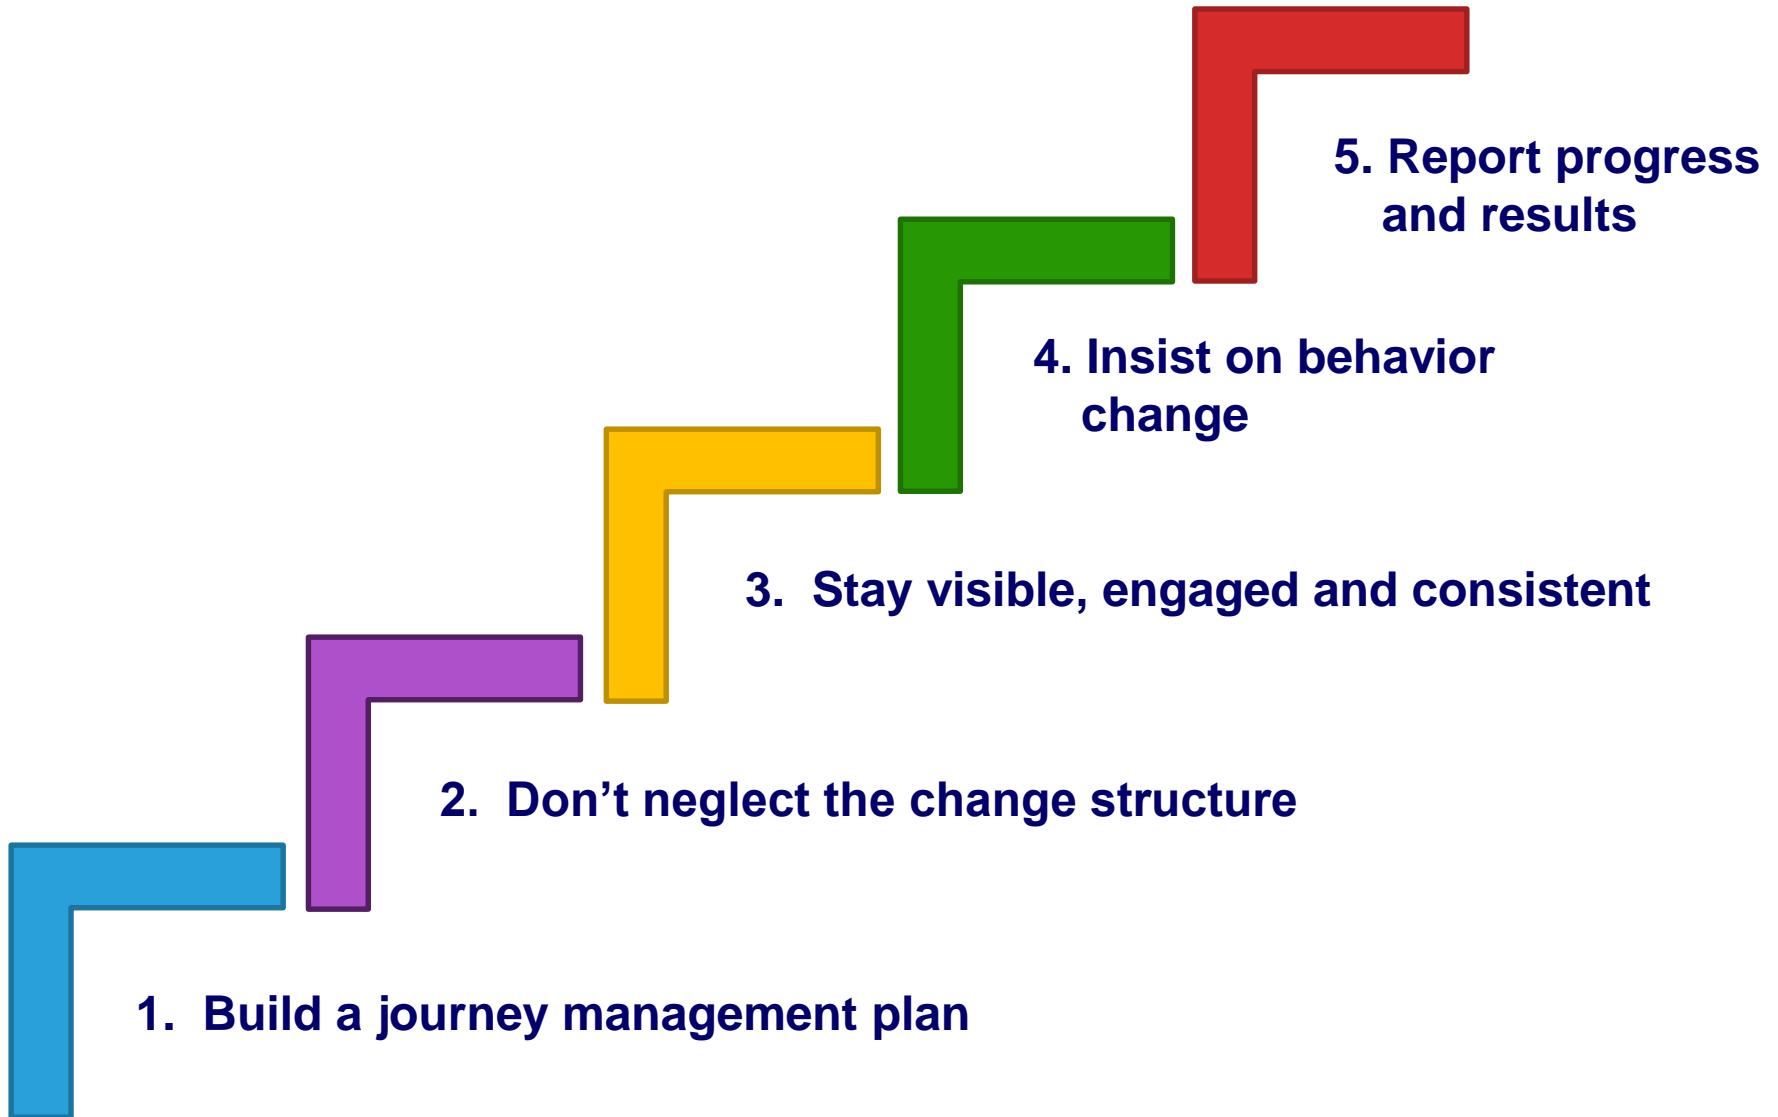 5. Report progress
and results
4. Insist on behavior
change
3. Stay visible, engaged and consistent
2. Don’t neglect the change structure
1. Build a journey management plan